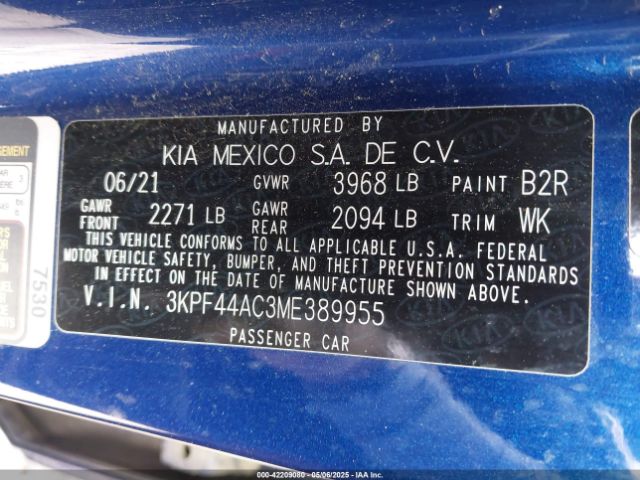 MANUFACTURED BY
KIA MEXICO S.A. DE C.V.
06/21 GVWR 3968 LB PAINT B2R
GAWR FRONT 2271 LB GAWR REAR 2094 LB TRIM WK
THIS VEHICLE CONFORMS TO ALL APPLICABLE U.S.A. FEDERAL
MOTOR VEHICLE SAFETY, BUMPER, AND THEFT PREVENTION STANDARDS
IN EFFECT ON THE DATE OF MANUFACTURE SHOWN ABOVE.
V.I.N. 3KPF44AC3ME389955
PASSENGER CAR
7530
000-42209080 - 05/06/2025 - IAAI.COM